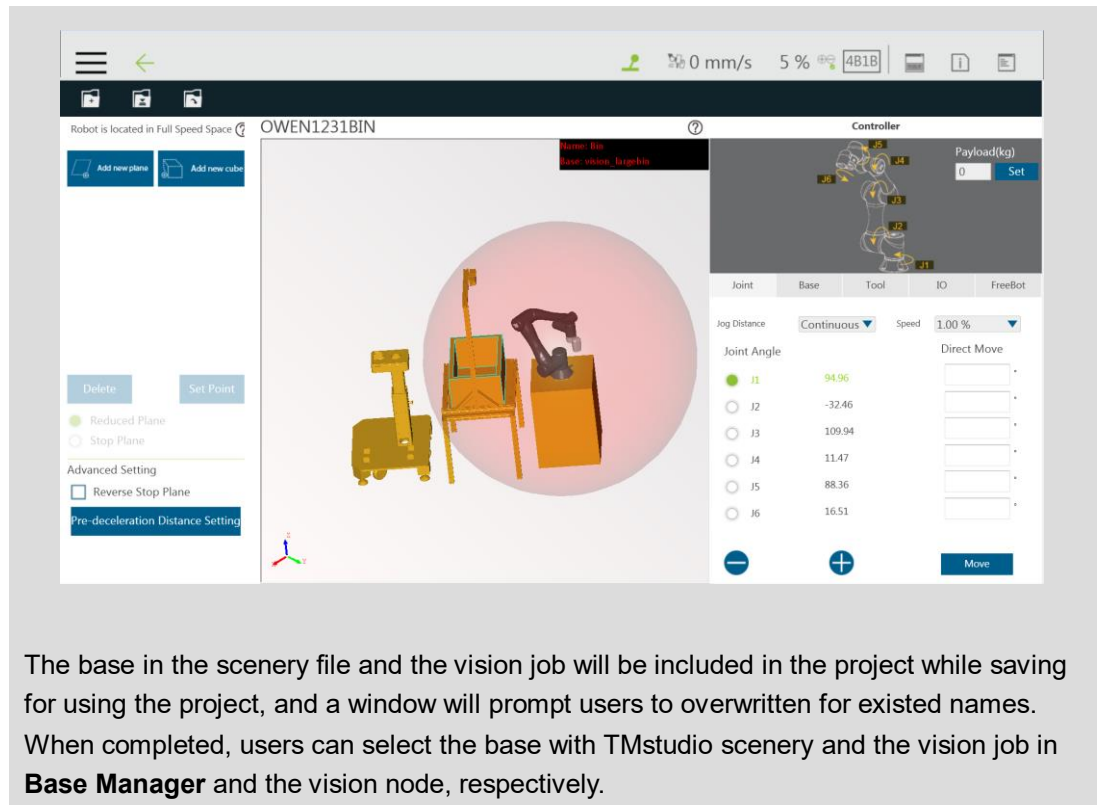 0 mm/s 5 % 4B1B
Robot is located in Full Speed Space
OWEN1231BIN
Controller
Add new plane
Add new cube
Name: Bin
Base: vision_largebin
J5
J4
J6
J3
J2
J1
Payload(kg)
0 Set
Joint Base Tool IO FreeBot
Jog Distance Continuous Speed 1.00 %
Joint Angle Direct Move
J1 94.96 °
J2 -32.46 °
J3 109.94 °
J4 11.47 °
J5 88.36 °
J6 16.51 °
Move
Delete Set Point
Reduced Plane
Stop Plane
Advanced Setting
Reverse Stop Plane
Pre-deceleration Distance Setting
The base in the scenery file and the vision job will be included in the project while saving
for using the project, and a window will prompt users to overwritten for existed names.
When completed, users can select the base with TMstudio scenery and the vision job in
Base Manager and the vision node, respectively.